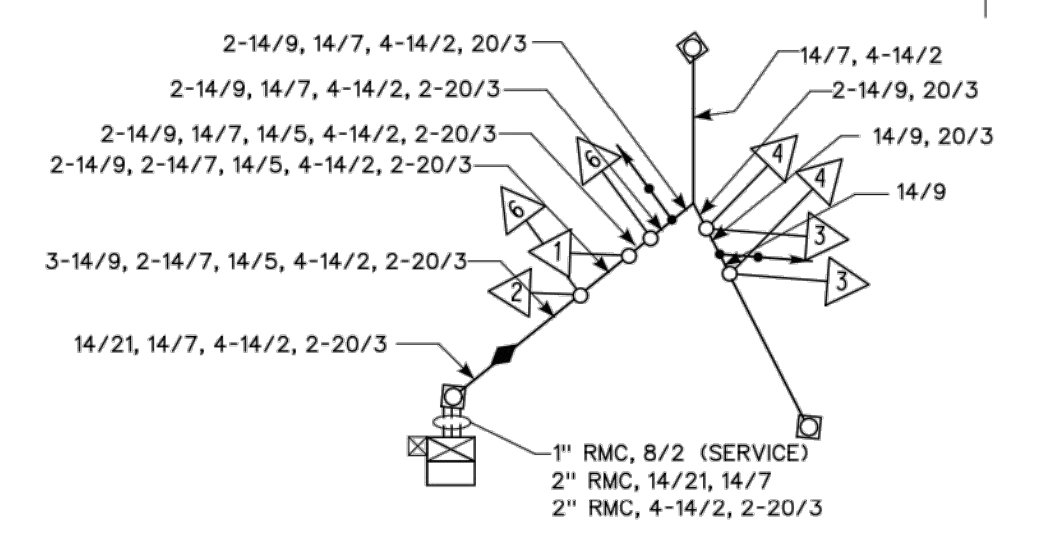 2-14/9, 14/7, 4-14/2, 20/3
14/7, 4-14/2
2-14/9, 14/7, 4-14/2, 2-20/3
2-14/9, 20/3
2-14/9, 14/7, 14/5, 4-14/2, 2-20/3
14/9, 20/3
2-14/9, 2-14/7, 14/5, 4-14/2, 2-20/3
6
4
4
14/9
6
1
3
3-14/9, 2-14/7, 14/5, 4-14/2, 2-20/3
2
3
14/21, 14/7, 4-14/2, 2-20/3
1" RMC, 8/2 (SERVICE)
2" RMC, 14/21, 14/7
2" RMC, 4-14/2, 2-20/3